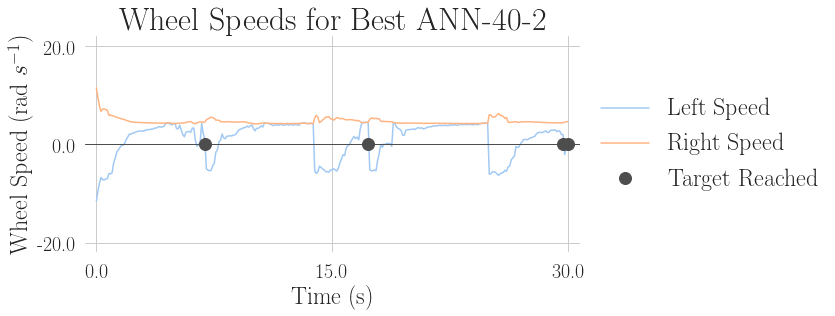 Wheel Speeds for Best ANN-40-2
Wheel Speed (rad s⁻¹)
20.0
0.0
-20.0
0.0
15.0
30.0
Time (s)
Left Speed
Right Speed
Target Reached